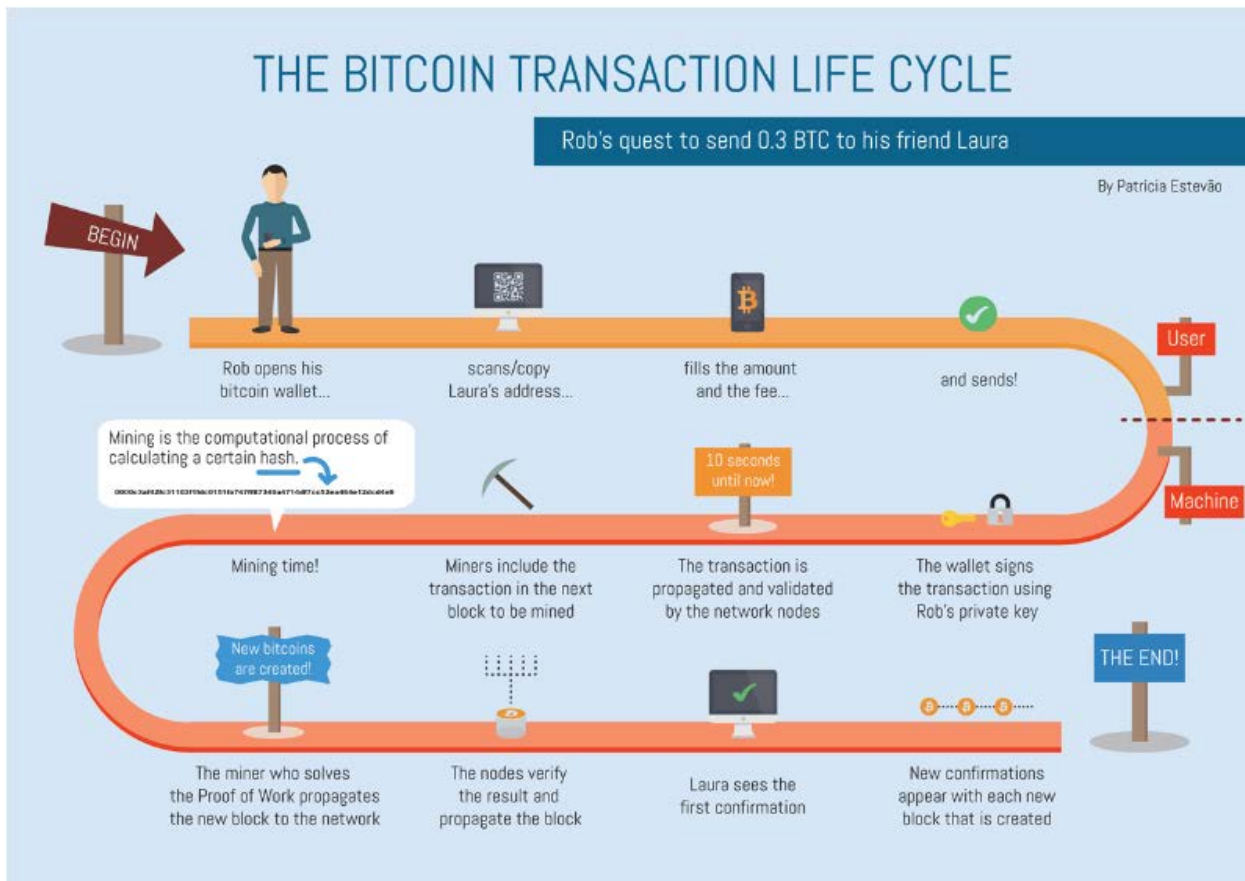 THE BITCOIN TRANSACTION LIFE CYCLE
Rob's quest to send 0.3 BTC to his friend Laura
By Patrícia Estevão
BEGIN
Rob opens his
bitcoin wallet...
scans/copy
Laura's address...
fills the amount
and the fee...
and sends!
User
Machine
The wallet signs
the transaction using
Rob's private key
10 seconds
until now!
The transaction is
propagated and validated
by the network nodes
Miners include the
transaction in the next
block to be mined
Mining is the computational process of
calculating a certain hash.
Mining time!
New bitcoins
are created!
The miner who solves
the Proof of Work propagates
the new block to the network
The nodes verify
the result and
propagate the block
Laura sees the
first confirmation
New confirmations
appear with each new
block that is created
THE END!